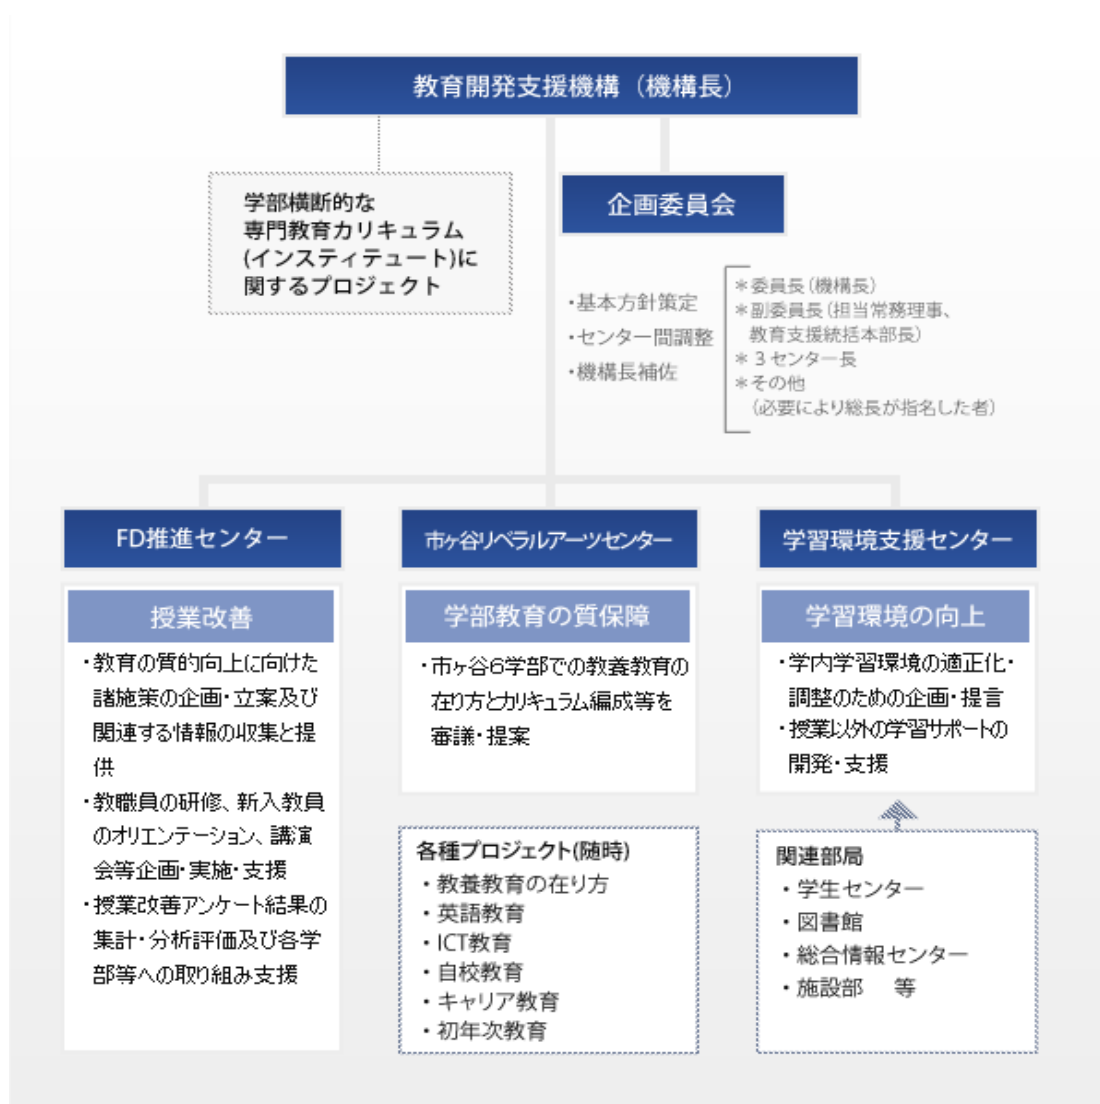 教育開発支援機構（機構長）
学部横断的な
専門教育カリキュラム
(インスティテュート)に
関するプロジェクト
企画委員会
・基本方針策定
・センター間調整
・機構長補佐
＊委員長（機構長）
＊副委員長（担当常務理事、
教育支援統括本部長）
＊３センター長
＊その他
（必要により総長が指名した者）
FD推進センター
授業改善
・教育の質的向上に向けた
諸施策の企画・立案及び
関連する情報の収集と提
供
・教職員の研修、新入教員
のオリエンテーション、講演
会等企画・実施・支援
・授業改善アンケート結果の
集計・分析評価及び各学
部等への取り組み支援
市ヶ谷リベラルアーツセンター
学部教育の質保障
・市ヶ谷6学部での教養教育の
在り方とカリキュラム編成等を
審議・提案
各種プロジェクト(随時)
・教養教育の在り方
・英語教育
・ICT教育
・自校教育
・キャリア教育
・初年次教育
学習環境支援センター
学習環境の向上
・学内学習環境の適正化・
調整のための企画・提言
・授業以外の学習サポートの
開発・支援
関連部局
・学生センター
・図書館
・総合情報センター
・施設部　等